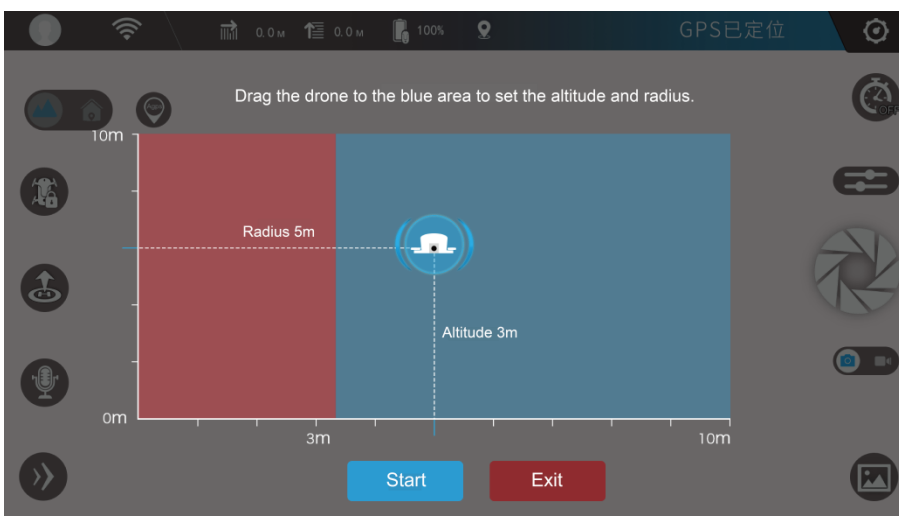 0.0M 0.0M 100% GPS已定位
Drag the drone to the blue area to set the altitude and radius.
OFF
10m
Radius 5m
Altitude 3m
0m
3m 10m
Start Exit